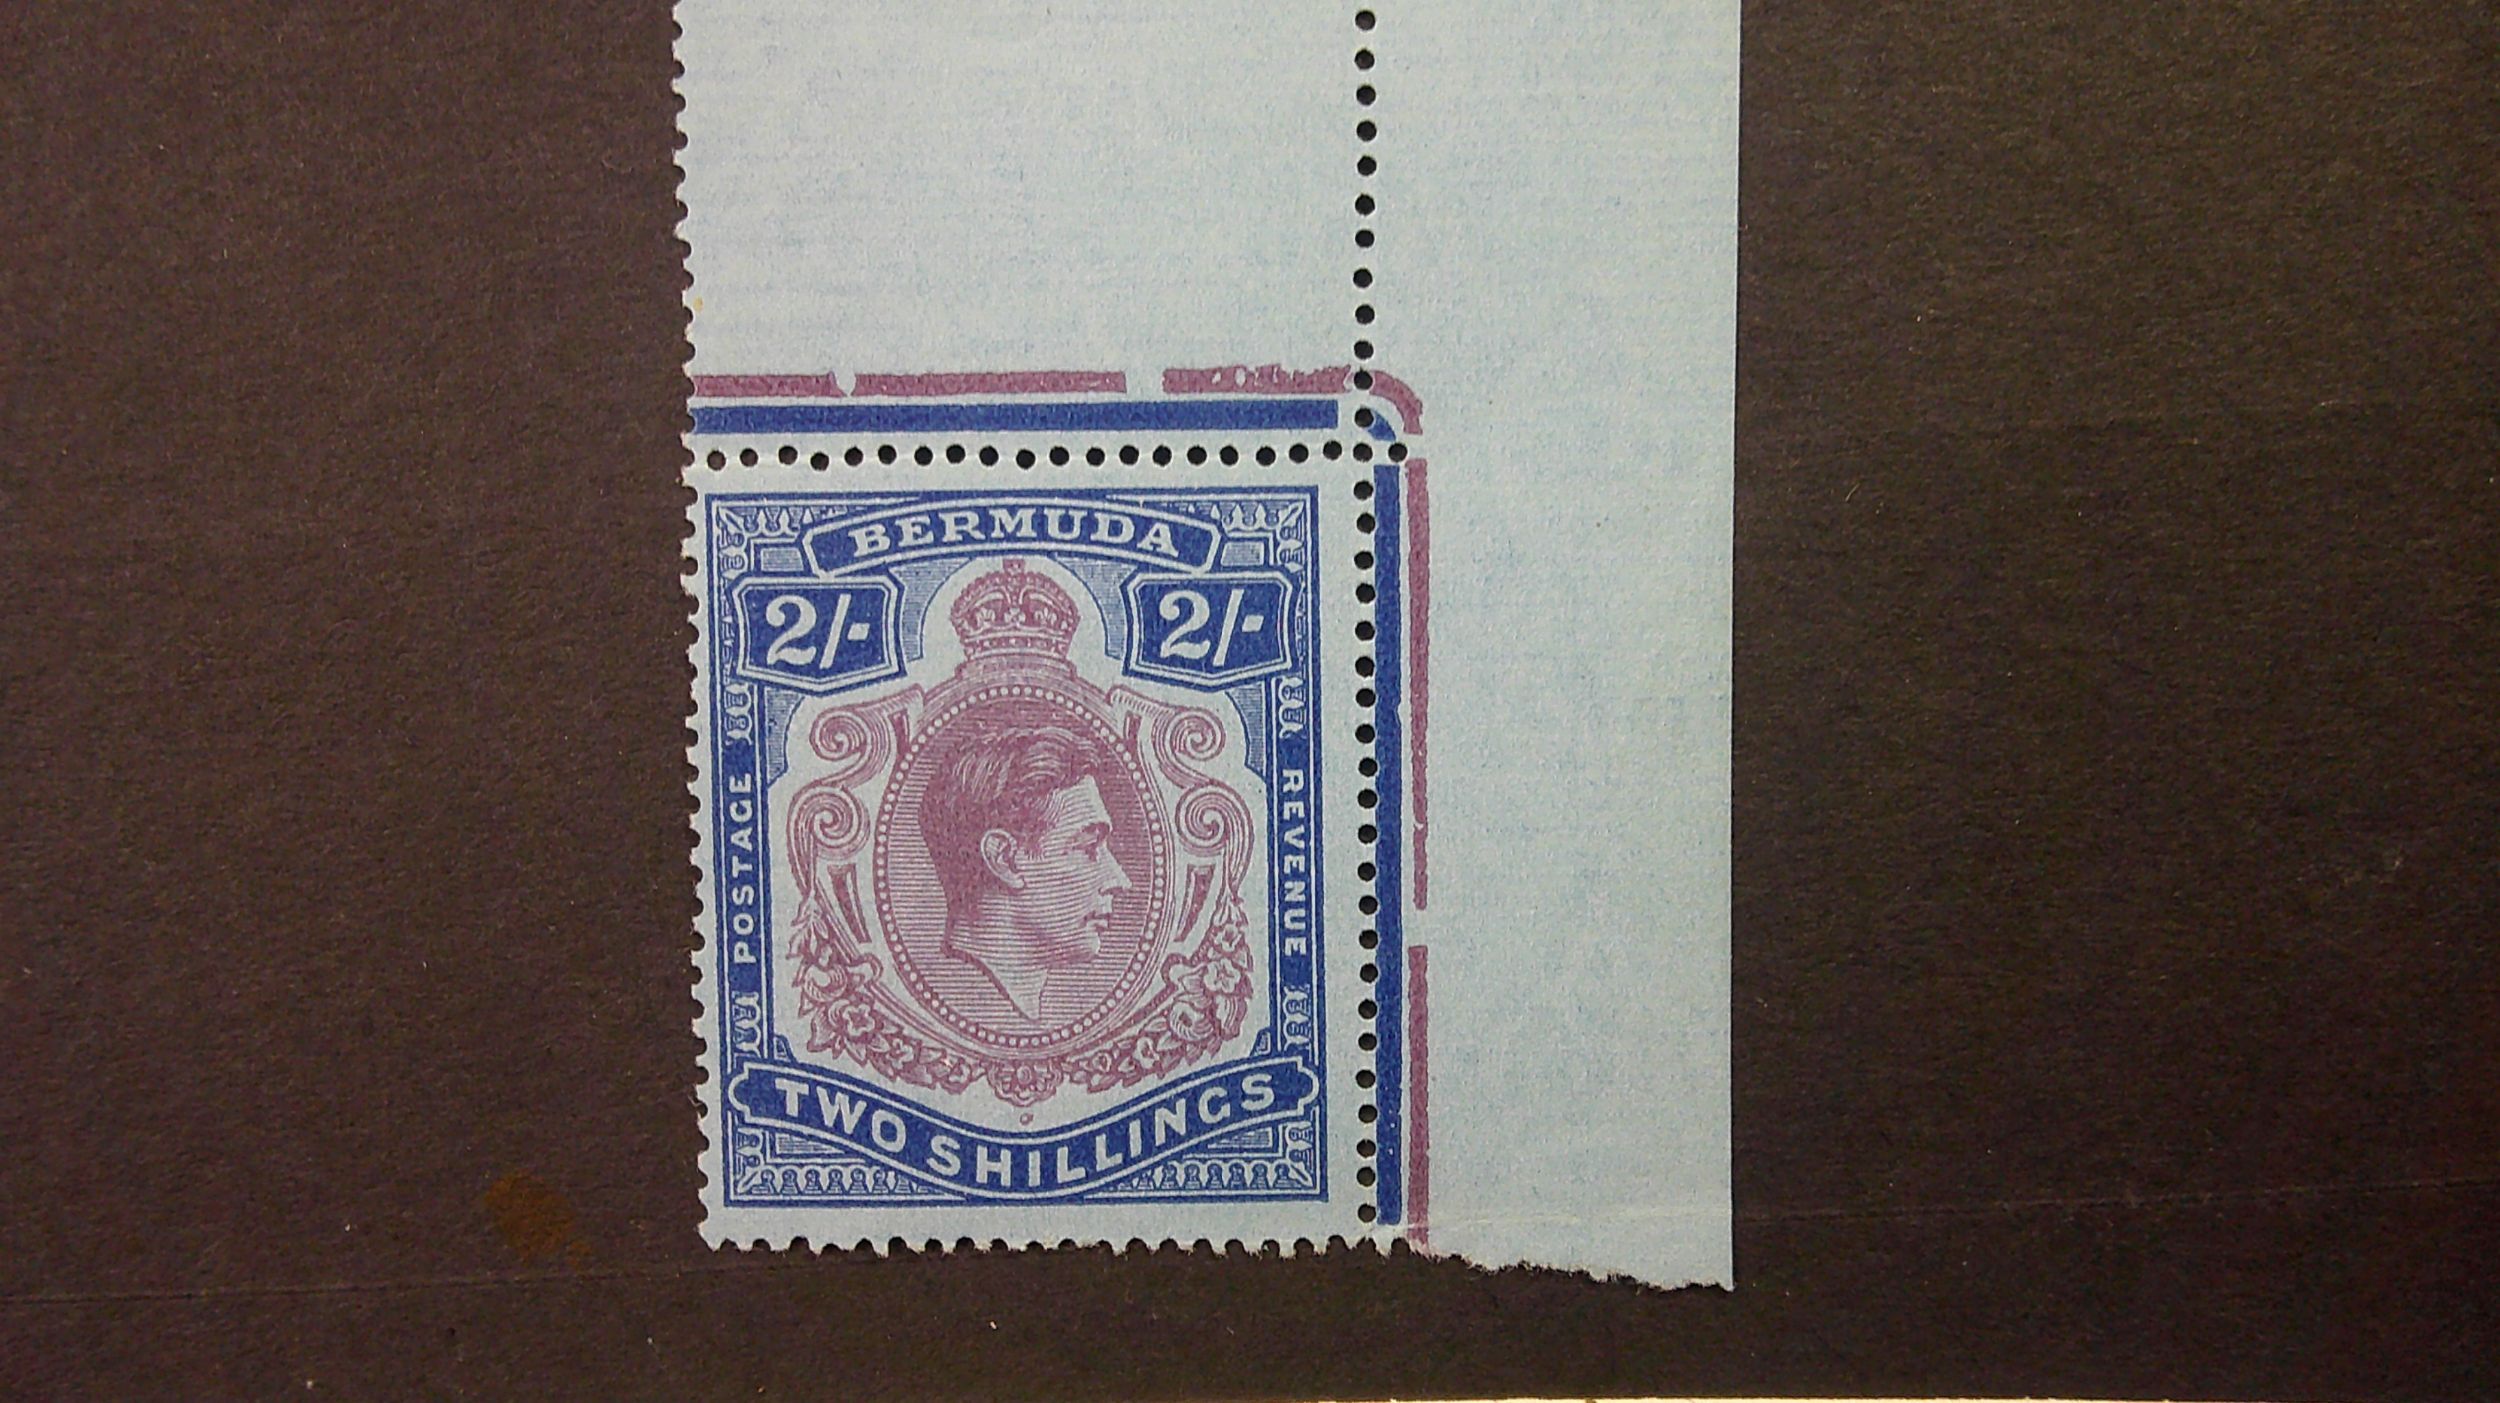 BERMUDA
2/- 2/-
POSTAGE
REVENUE
TWO SHILLINGS